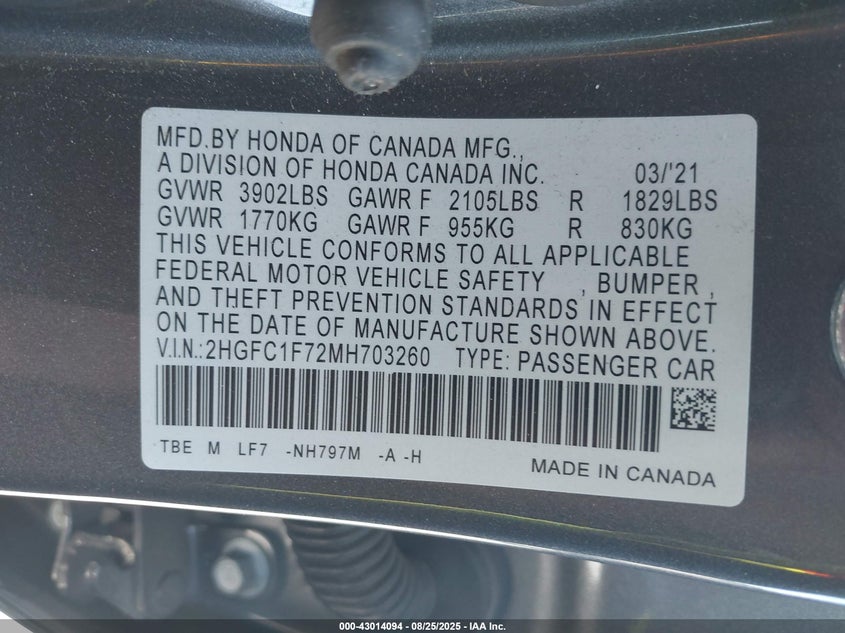 MFD.BY HONDA OF CANADA MFG.,
A DIVISION OF HONDA CANADA INC. 03/'21
GVWR 3902LBS GAWR F 2105LBS R 1829LBS
GVWR 1770KG GAWR F 955KG R 830KG
THIS VEHICLE CONFORMS TO ALL APPLICABLE
FEDERAL MOTOR VEHICLE SAFETY , BUMPER ,
AND THEFT PREVENTION STANDARDS IN EFFECT
ON THE DATE OF MANUFACTURE SHOWN ABOVE.
V.I.N.:2HGFC1F72MH703260 TYPE: PASSENGER CAR
TBE M LF7 -NH797M -A -H
MADE IN CANADA
000-43014094 - 08/25/2025 - IAA Inc.